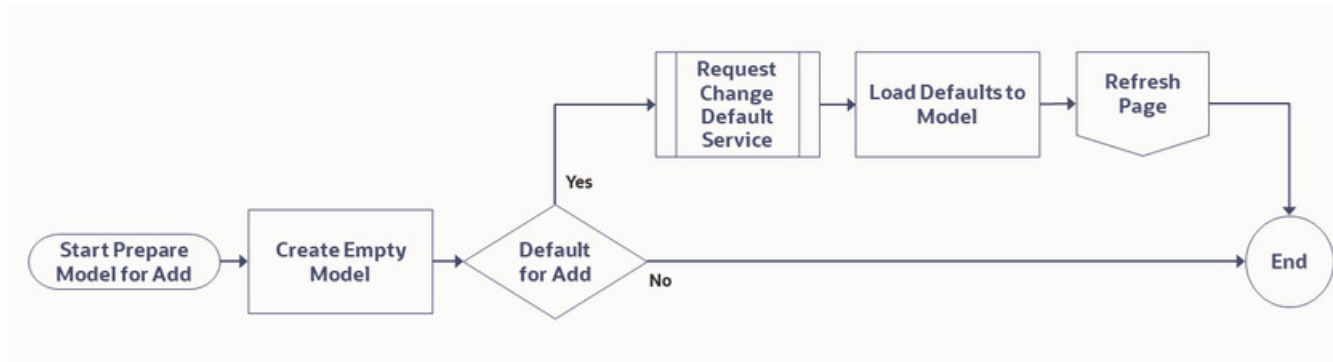 Start Prepare
Model for Add
Create Empty
Model
Default
for Add
Yes
No
Request
Change
Default
Service
Load Defaults to
Model
Refresh
Page
End